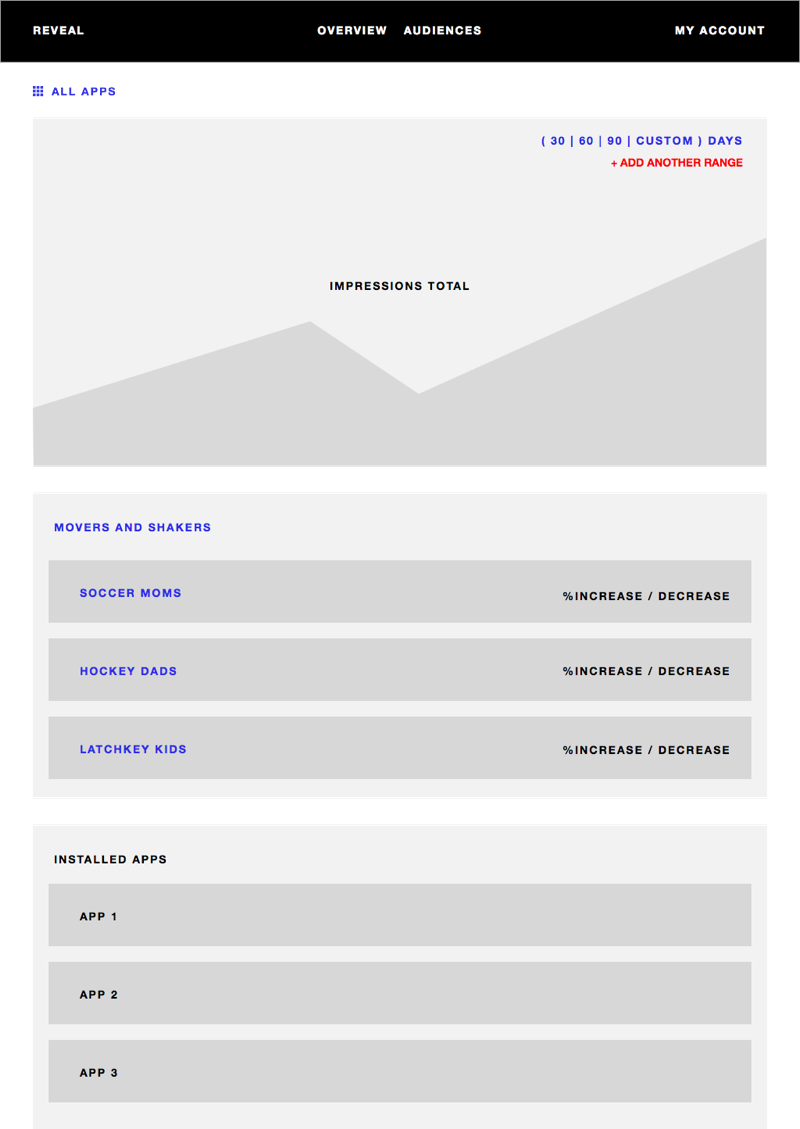 REVEAL OVERVIEW AUDIENCES MY ACCOUNT
ALL APPS
( 30 | 60 | 90 | CUSTOM ) DAYS
+ ADD ANOTHER RANGE
IMPRESSIONS TOTAL
MOVERS AND SHAKERS
SOCCER MOMS %INCREASE / DECREASE
HOCKEY DADS %INCREASE / DECREASE
LATCHKEY KIDS %INCREASE / DECREASE
INSTALLED APPS
APP 1
APP 2
APP 3